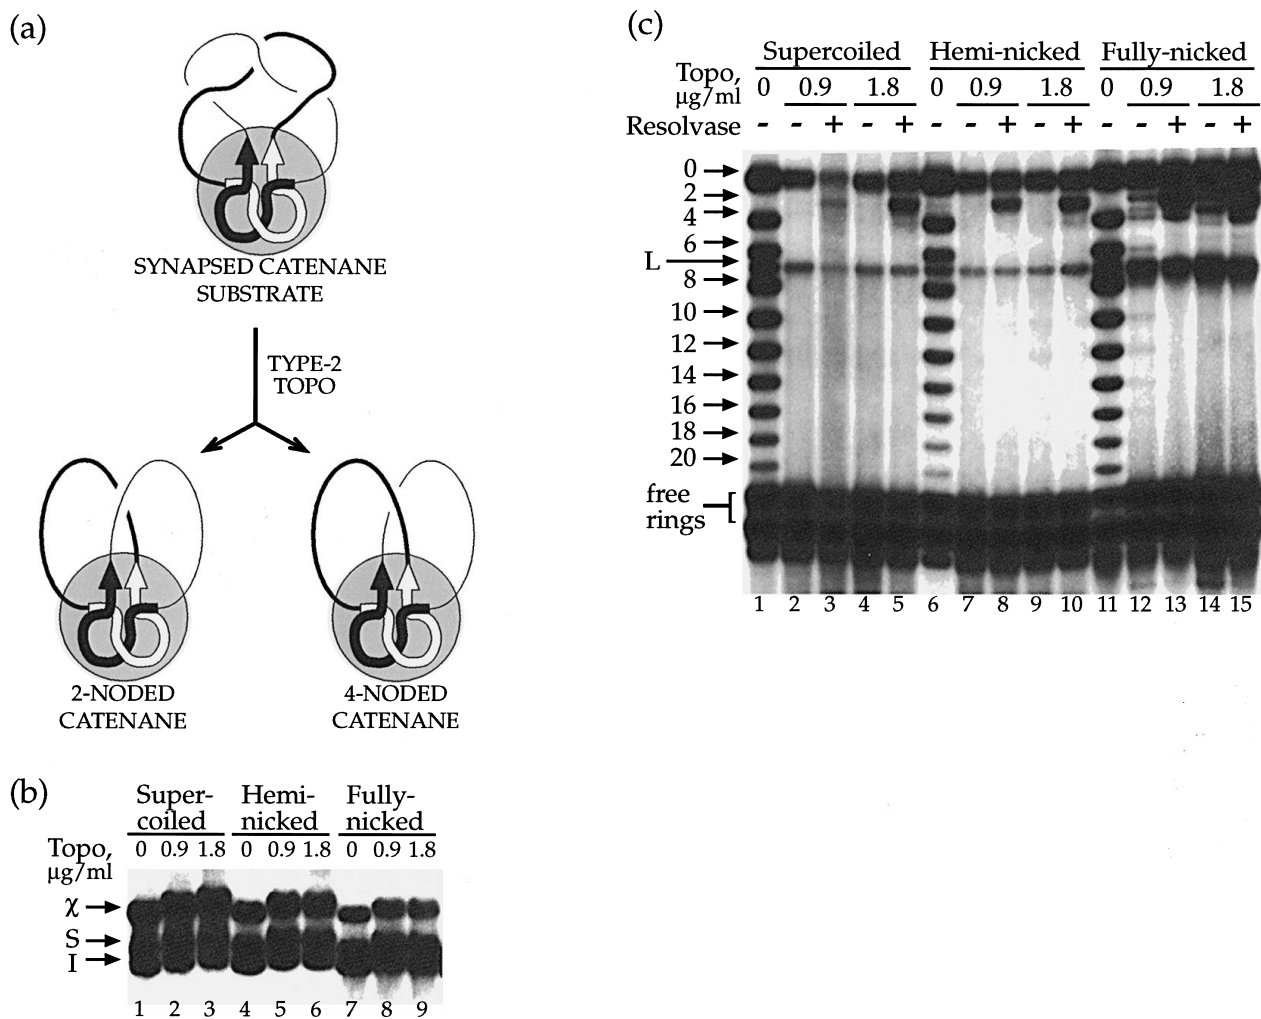 (a)
SYNAPSED CATENANE
SUBSTRATE
TYPE-2
TOPO
2-NODED
CATENANE
4-NODED
CATENANE
(b)
Super-
coiled
Hemi-
nicked
Fully-
nicked
Topo,
µg/ml
0 0.9 1.8 0 0.9 1.8 0 0.9 1.8
χ
S
I
1 2 3 4 5 6 7 8 9
(c)
Supercoiled Hemi-nicked Fully-nicked
Topo,
µg/ml
0 0.9 1.8 0 0.9 1.8 0 0.9 1.8
Resolvase - - + - + - - + - + - - + - +
0
2
4
6
L
8
10
12
14
16
18
20
free
rings
1 2 3 4 5 6 7 8 9 10 11 12 13 14 15